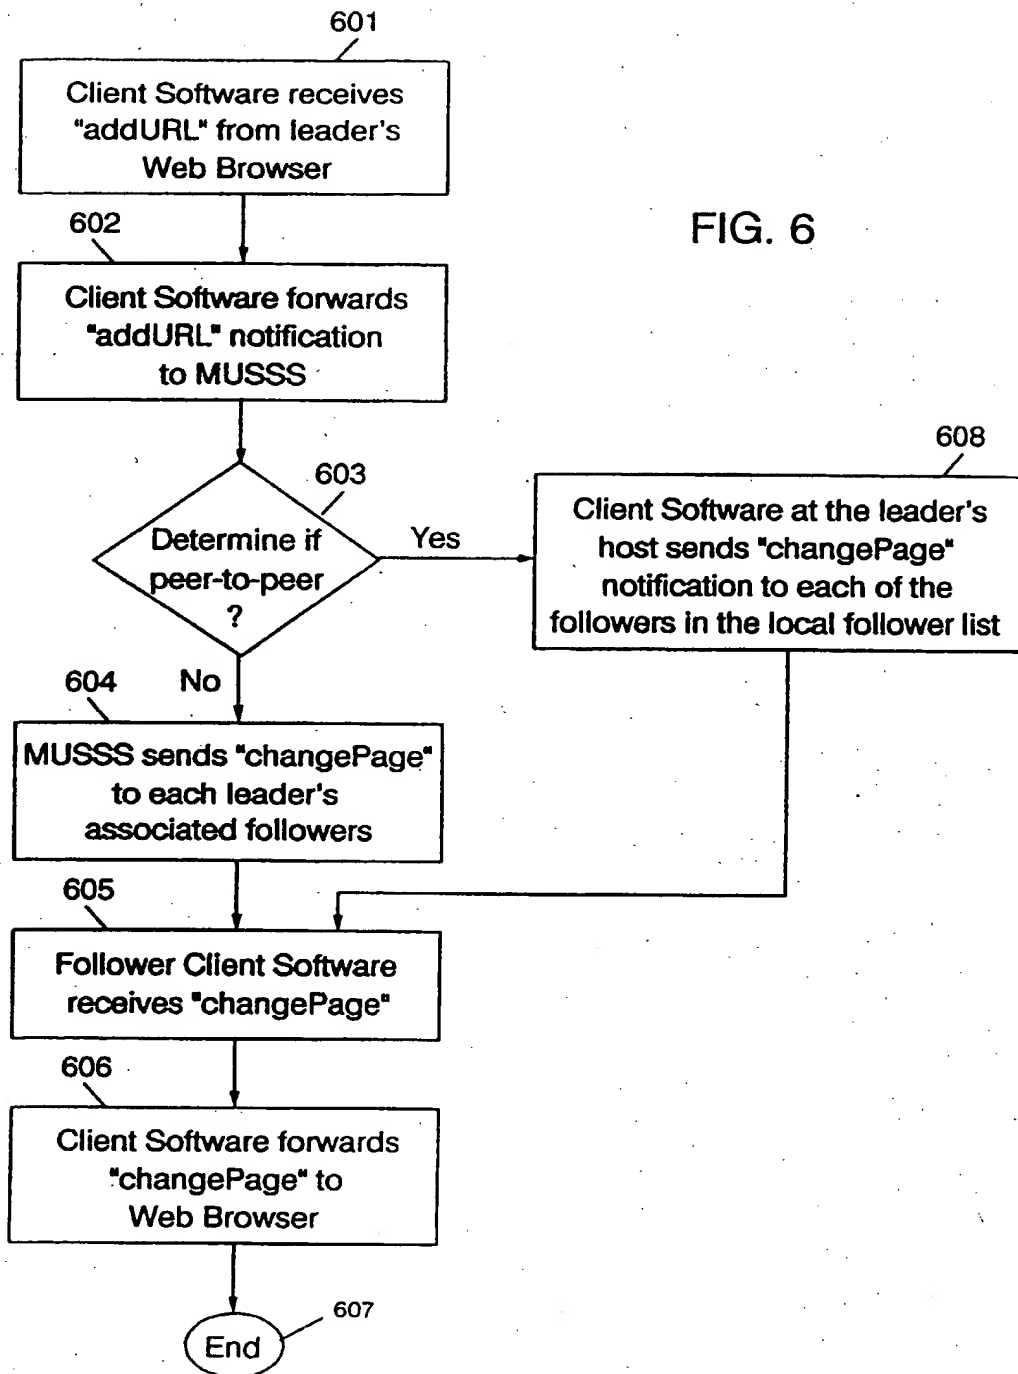 601
Client Software receives
"addURL" from leader's
Web Browser
FIG. 6
602
Client Software forwards
"addURL" notification
to MUSSS
603
Determine if
peer-to-peer
?
Yes
608
Client Software at the leader's
host sends "changePage"
notification to each of the
followers in the local follower list
No
604
MUSSS sends "changePage"
to each leader's
associated followers
605
Follower Client Software
receives "changePage"
606
Client Software forwards
"changePage" to
Web Browser
607
End